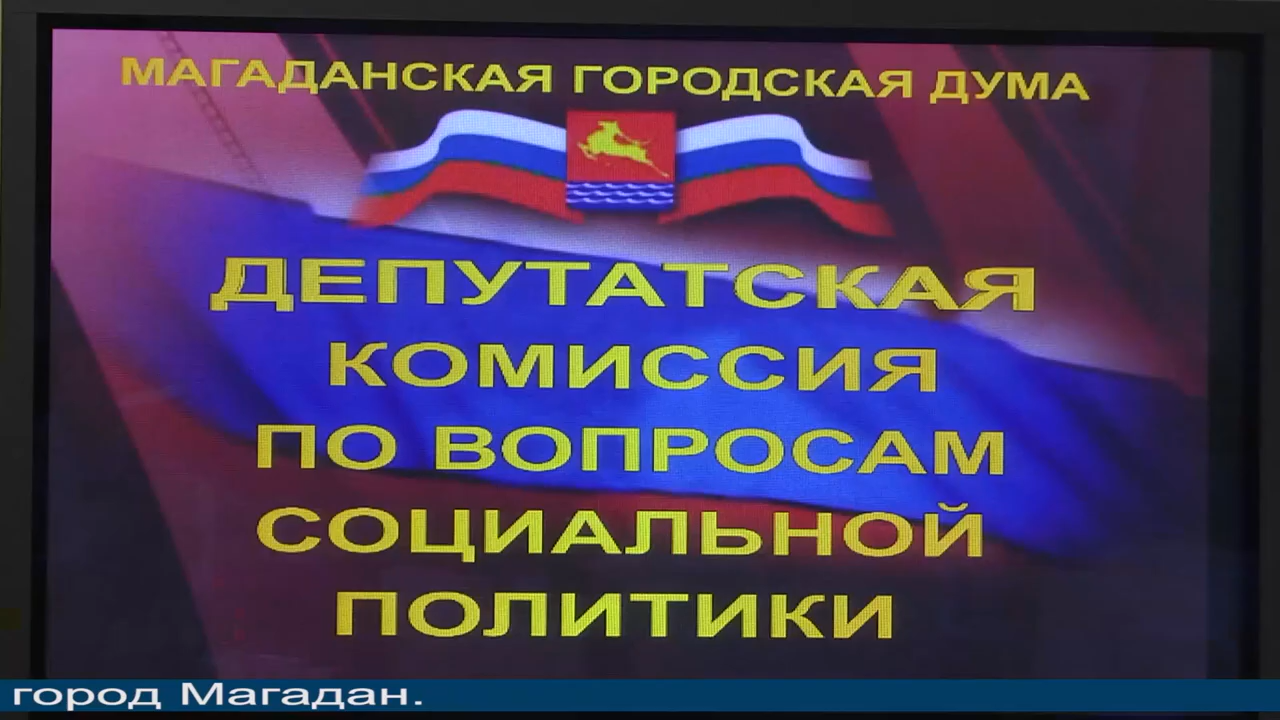 МАГАДАНСКАЯ ГОРОДСКАЯ ДУМА
ДЕПУТАТСКАЯ
КОМИССИЯ
ПО ВОПРОСАМ
СОЦИАЛЬНОЙ
ПОЛИТИКИ
город Магадан.